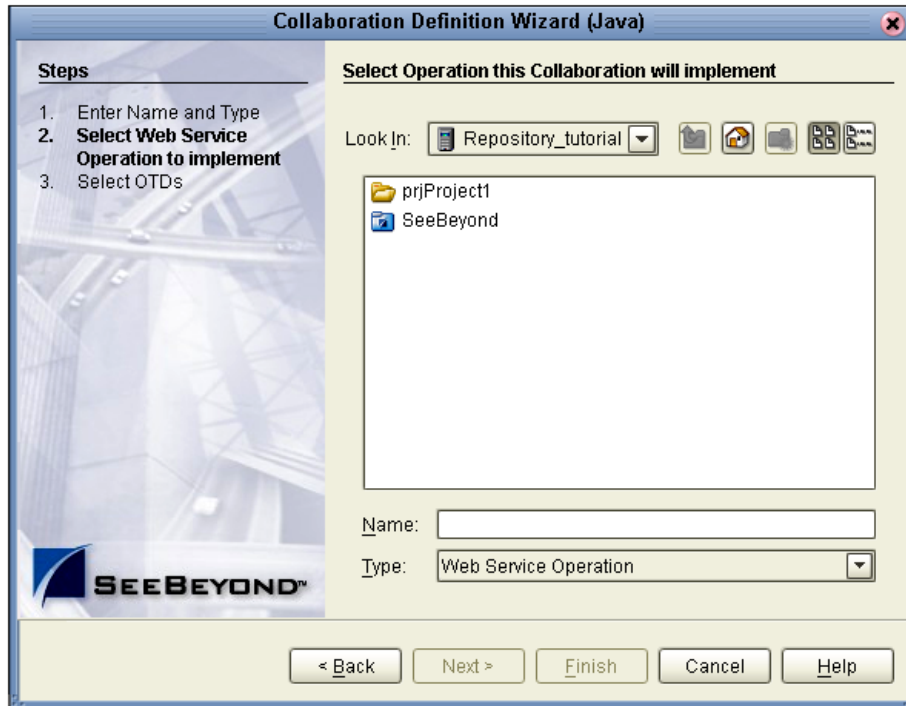 Collaboration Definition Wizard (Java)
Steps
1. Enter Name and Type
2. Select Web Service
Operation to implement
3. Select OTDs
SEEBEYOND™
Select Operation this Collaboration will implement
Look In: Repository_tutorial
prjProject1
SeeBeyond
Name:
Type: Web Service Operation
< Back Next > Finish Cancel Help